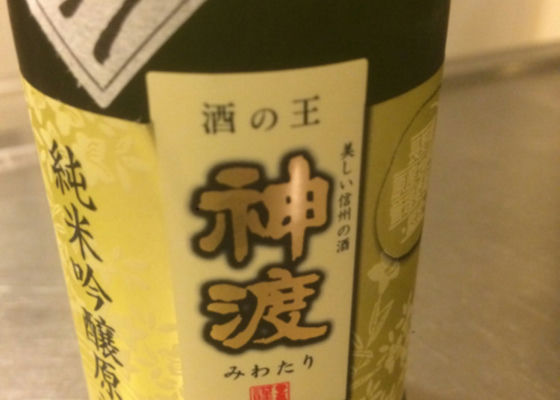 酒の王
神渡
みわたり
美しい信州の酒
純米吟醸原